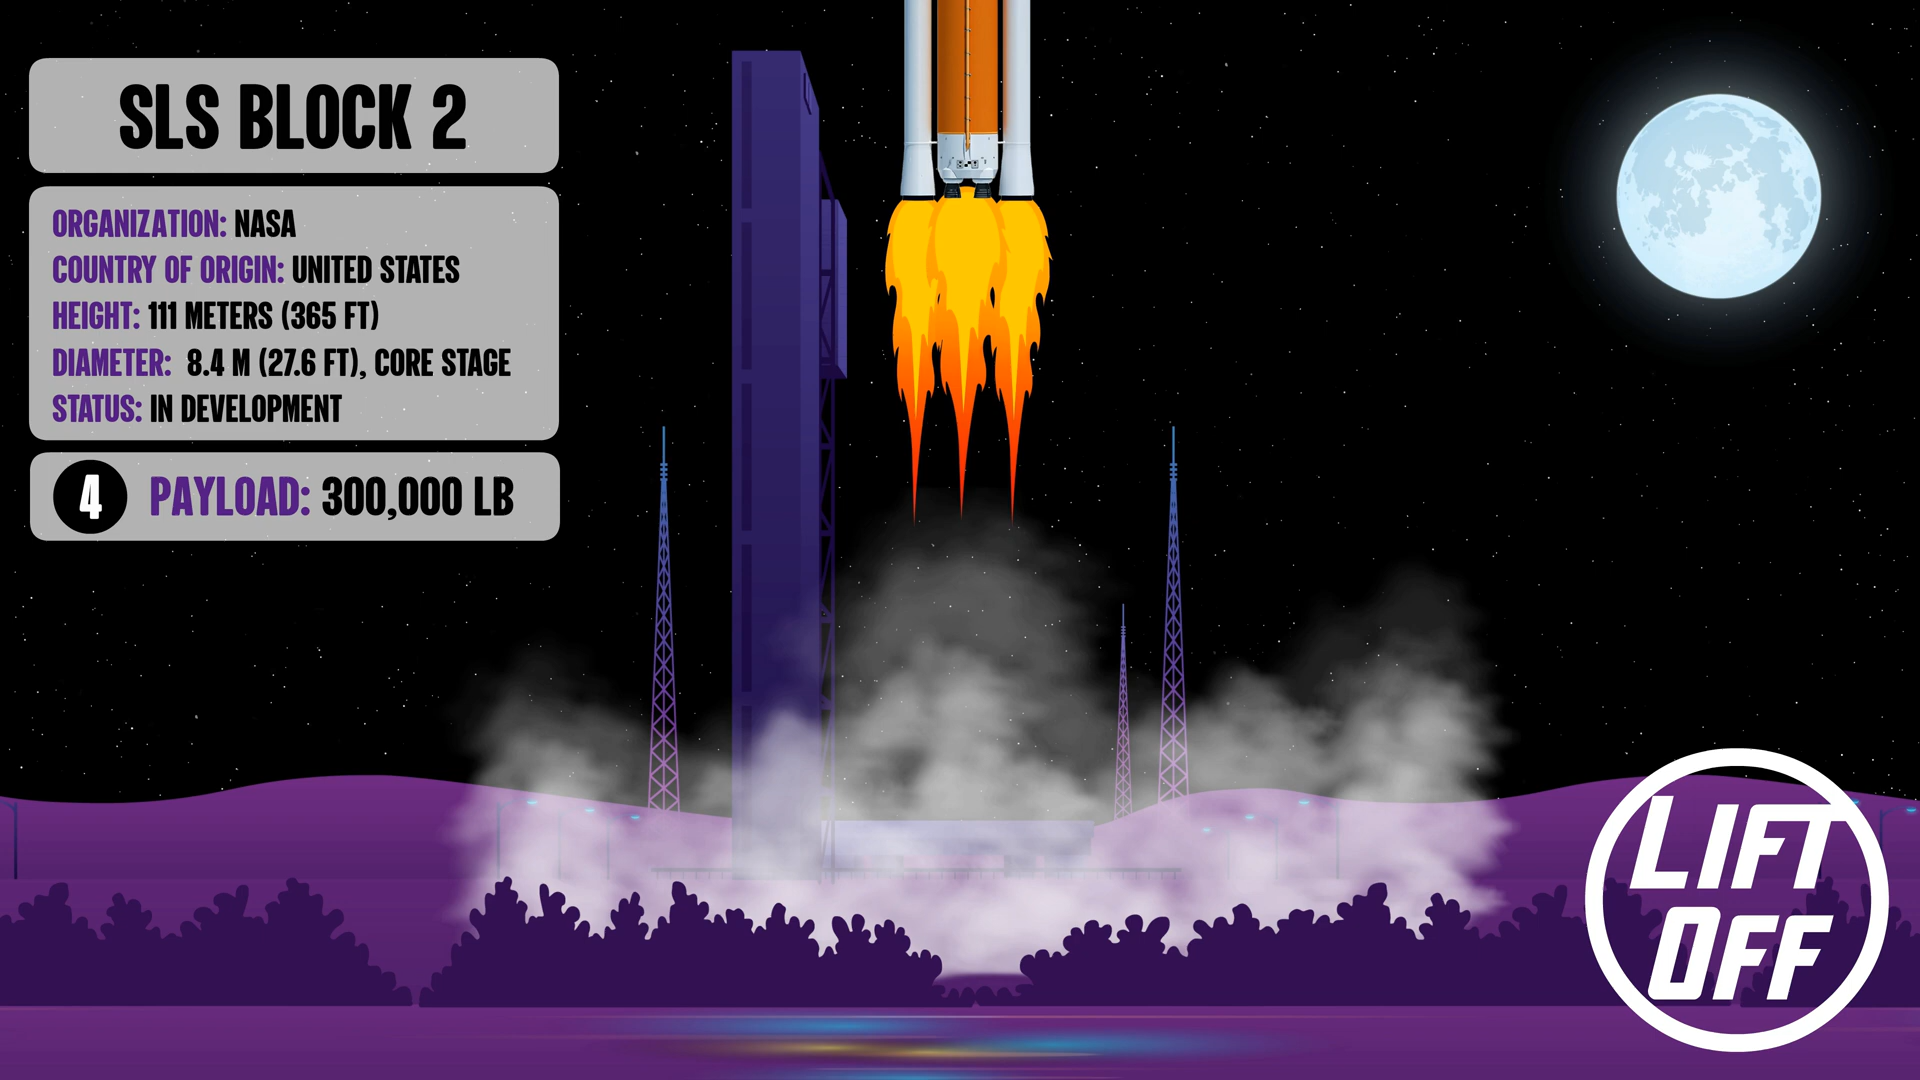 SLS BLOCK 2
ORGANIZATION: NASA
COUNTRY OF ORIGIN: UNITED STATES
HEIGHT: 111 METERS (365 FT)
DIAMETER: 8.4 M (27.6 FT), CORE STAGE
STATUS: IN DEVELOPMENT
4 PAYLOAD: 300,000 LB
LIFT
OFF